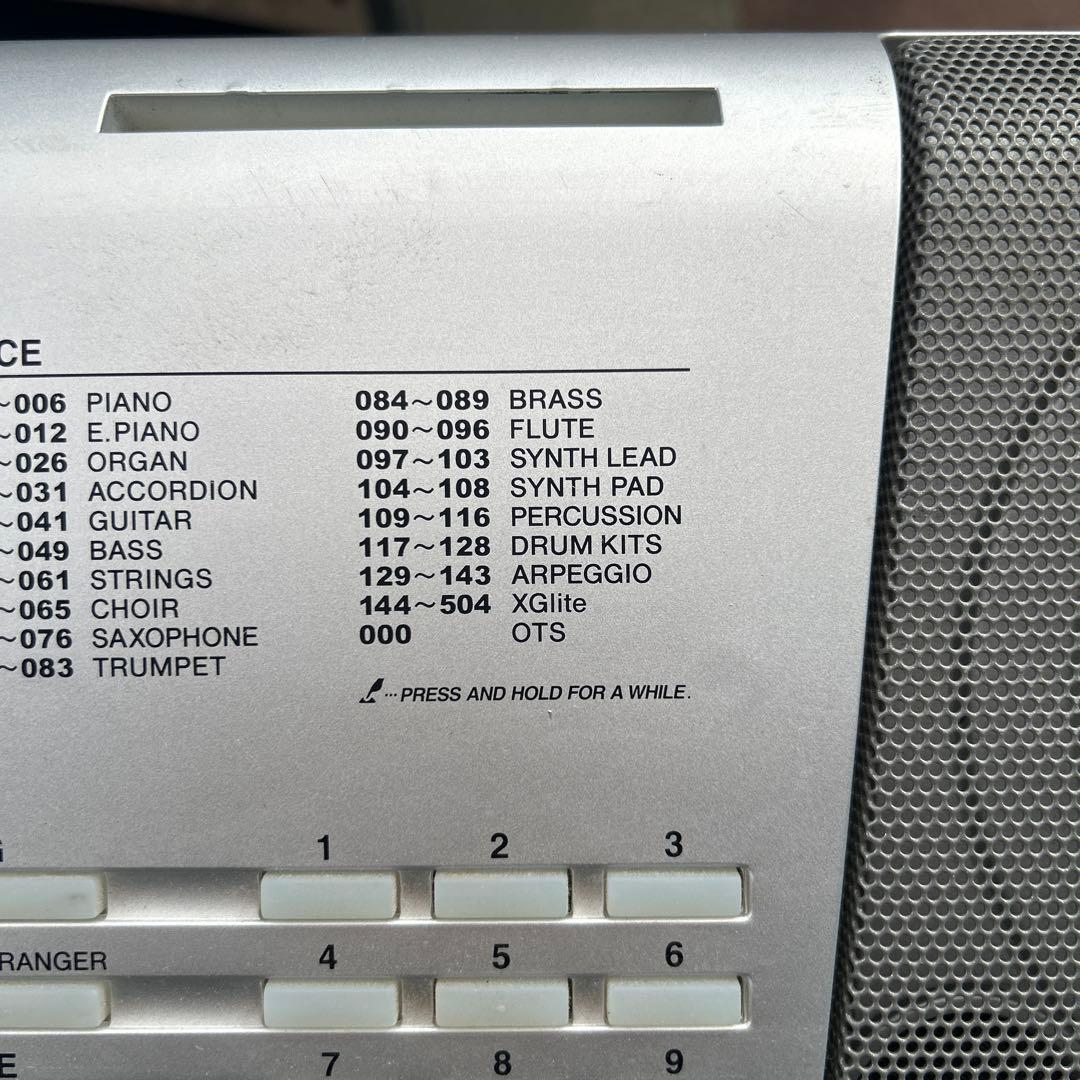 CE
~006 PIANO
~012 E.PIANO
~026 ORGAN
~031 ACCORDION
~041 GUITAR
~049 BASS
~061 STRINGS
~065 CHOIR
~076 SAXOPHONE
~083 TRUMPET
084~089 BRASS
090~096 FLUTE
097~103 SYNTH LEAD
104~108 SYNTH PAD
109~116 PERCUSSION
117~128 DRUM KITS
129~143 ARPEGGIO
144~504 XGlite
000 OTS
···PRESS AND HOLD FOR A WHILE.
1 2 3
RANGER 4 5 6
E 7 8 9